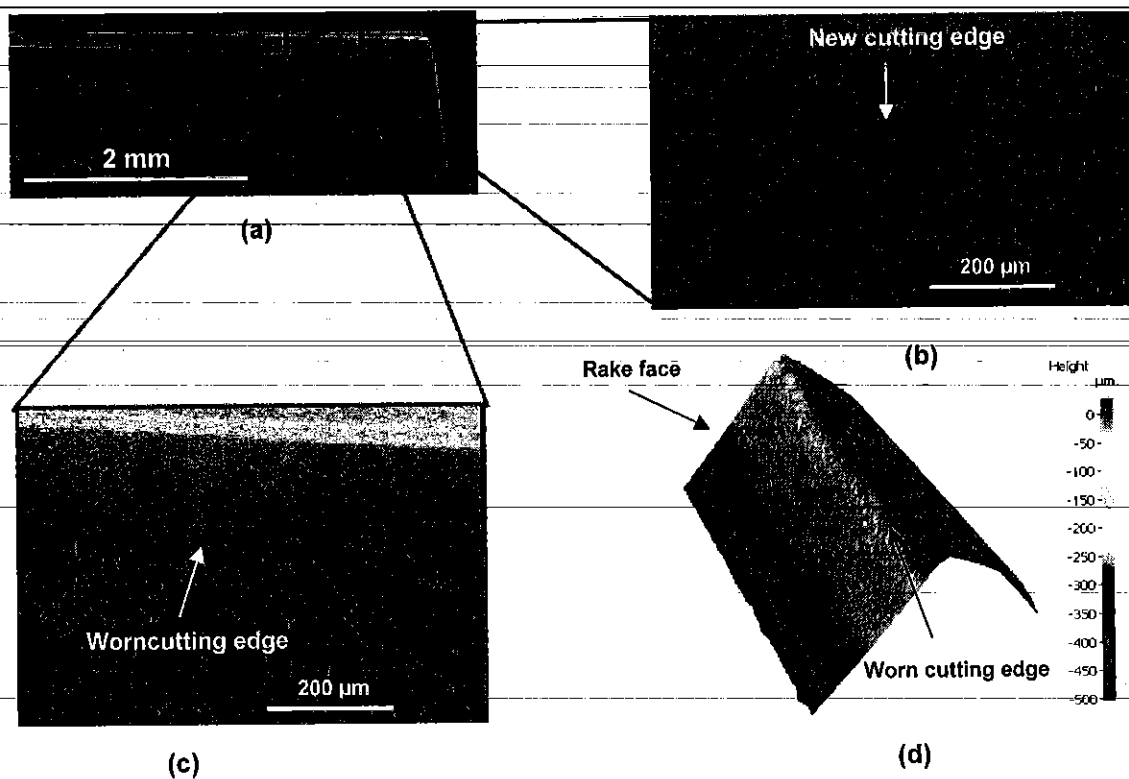 New cutting edge
2 mm
(a)
200 µm
(b)
Rake face
Height
µm
0
-50
-100
-150
-200
-250
-300
-350
-400
-450
-500
Worncutting edge
200 µm
Worn cutting edge
(c)
(d)